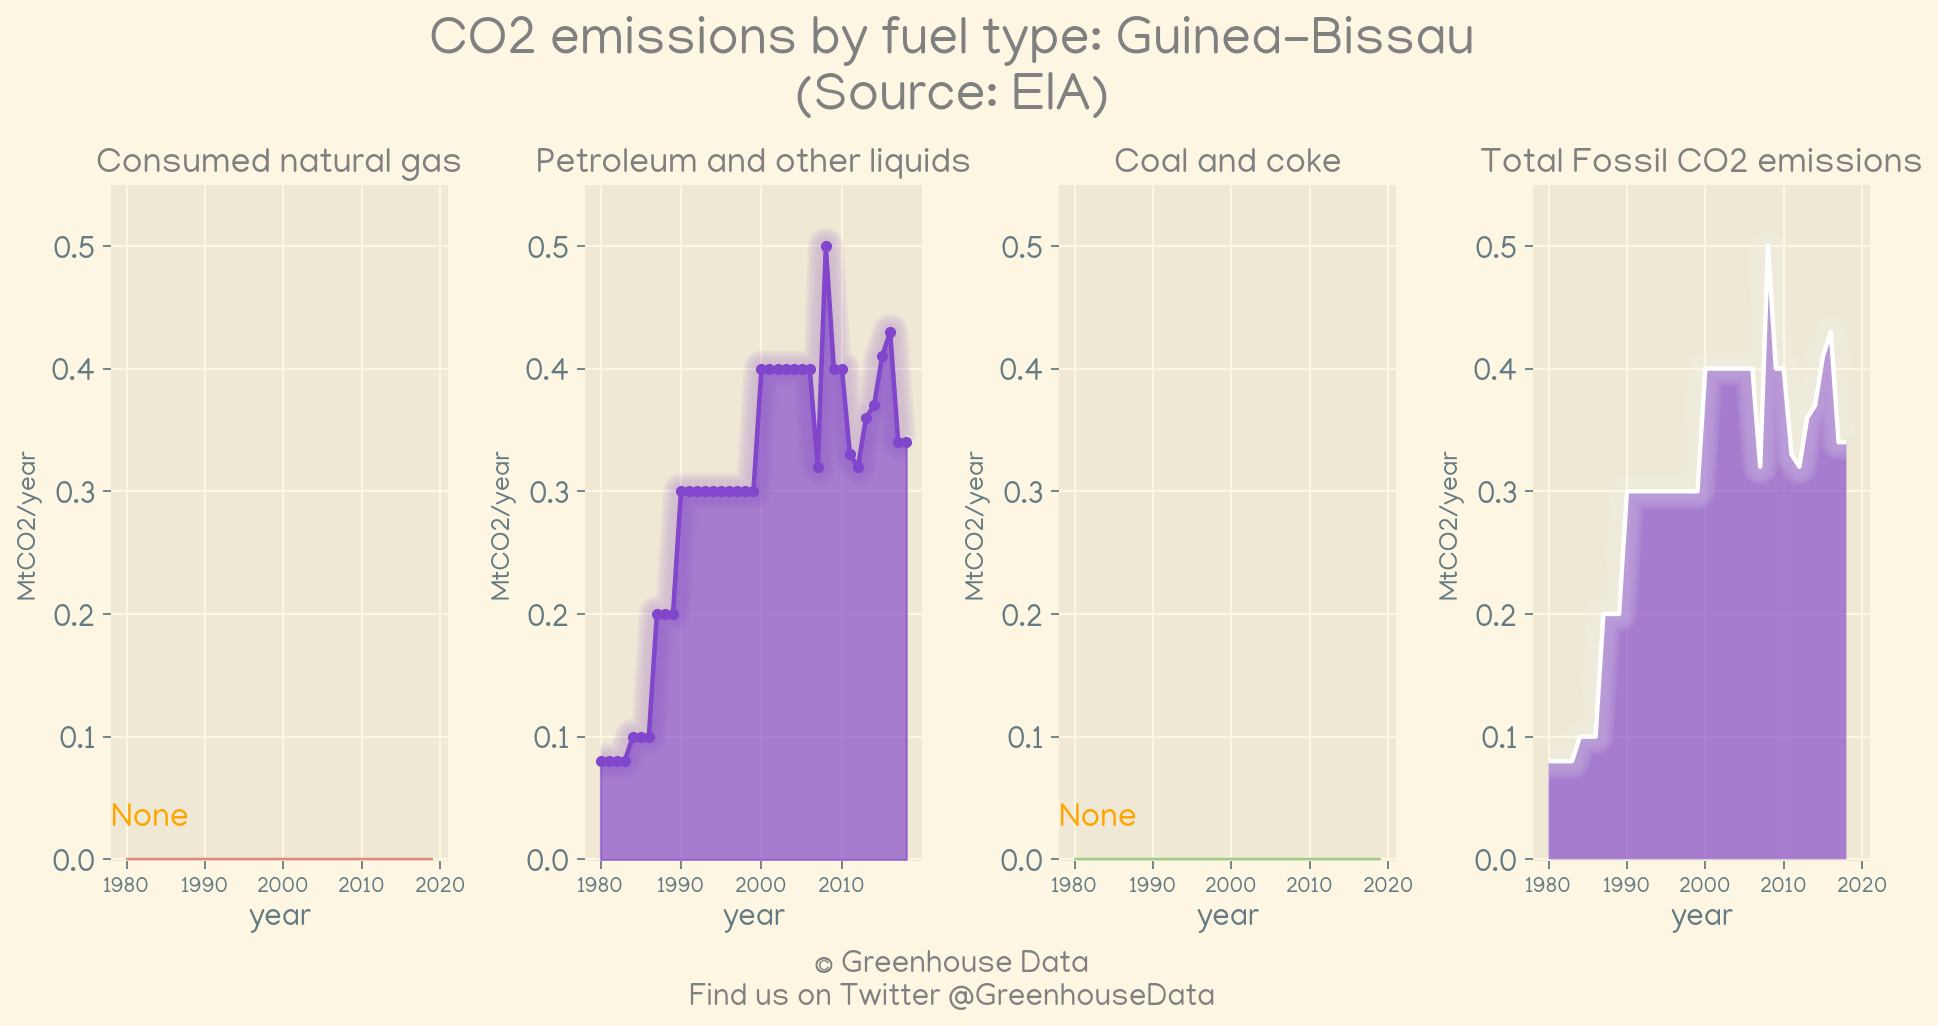 CO2 emissions by fuel type: Guinea-Bissau
(Source: EIA)
Consumed natural gas
Petroleum and other liquids
Coal and coke
Total Fossil CO2 emissions
MtCO2/year
0.5
0.4
0.3
0.2
0.1
0.0
None
1980 1990 2000 2010 2020
year
MtCO2/year
0.5
0.4
0.3
0.2
0.1
0.0
1980 1990 2000 2010
year
MtCO2/year
0.5
0.4
0.3
0.2
0.1
0.0
None
1980 1990 2000 2010 2020
year
MtCO2/year
0.5
0.4
0.3
0.2
0.1
0.0
1980 1990 2000 2010 2020
year
© Greenhouse Data
Find us on Twitter @GreenhouseData